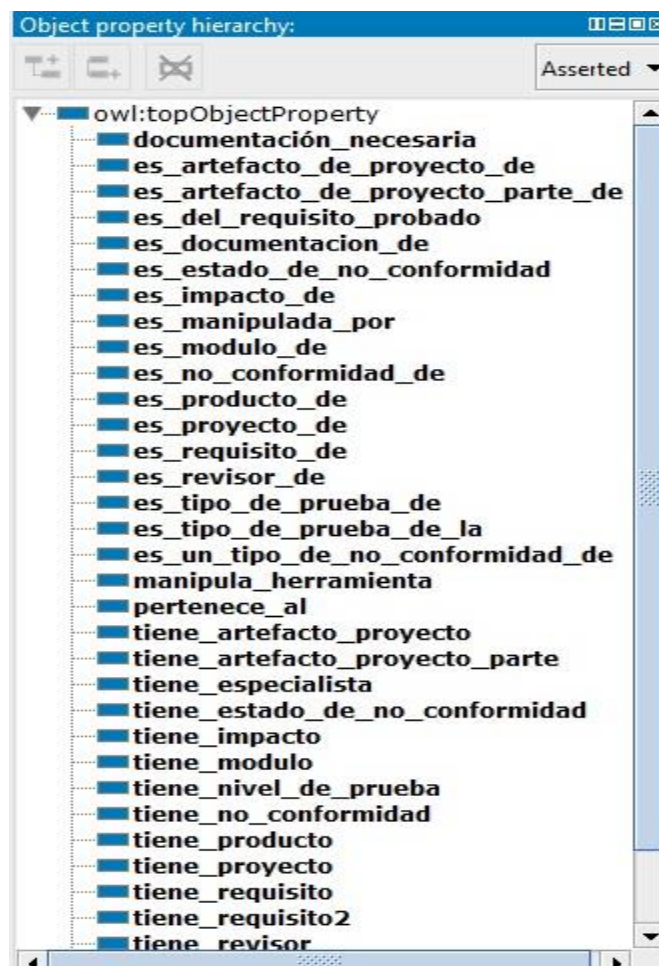 Object property hierarchy:
Asserted
owl:topObjectProperty
documentación_necesaria
es_artefacto_de_proyecto_de
es_artefacto_de_proyecto_parte_de
es_del_requisito_probado
es_documentacion_de
es_estado_de_no_conformidad
es_impacto_de
es_manipulada_por
es_modulo_de
es_no_conformidad_de
es_producto_de
es_proyecto_de
es_requisito_de
es_revisor_de
es_tipo_de_prueba_de
es_tipo_de_prueba_de_la
es_un_tipo_de_no_conformidad_de
manipula_herramienta
pertenece_al
tiene_artefacto_proyecto
tiene_artefacto_proyecto_parte
tiene_especialista
tiene_estado_de_no_conformidad
tiene_impacto
tiene_modulo
tiene_nivel_de_prueba
tiene_no_conformidad
tiene_producto
tiene_proyecto
tiene_requisito
tiene_requisito2
tiene_revisor